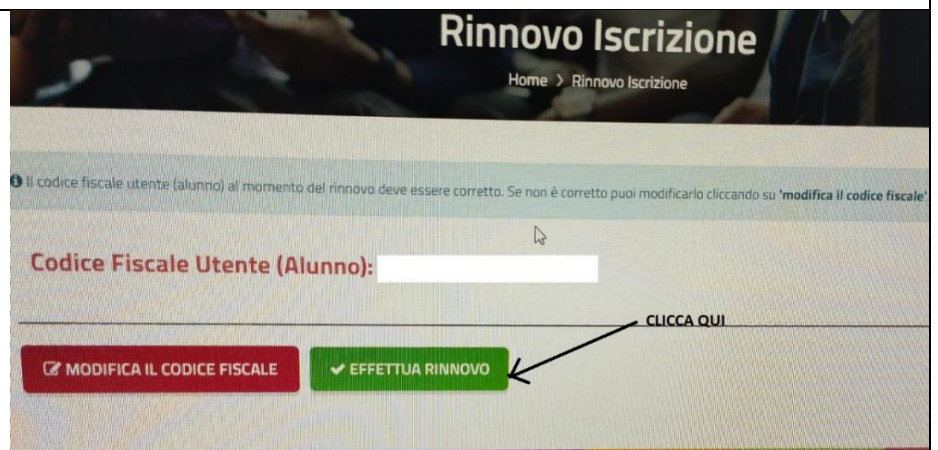 Rinnovo Iscrizione
Home > Rinnovo Iscrizione
Il codice fiscale utente (alunno) al momento del rinnovo deve essere corretto. Se non è corretto puoi modificarlo cliccando su 'modifica il codice fiscale'
Codice Fiscale Utente (Alunno):
CLICCA QUI
MODIFICA IL CODICE FISCALE
EFFETTUA RINNOVO